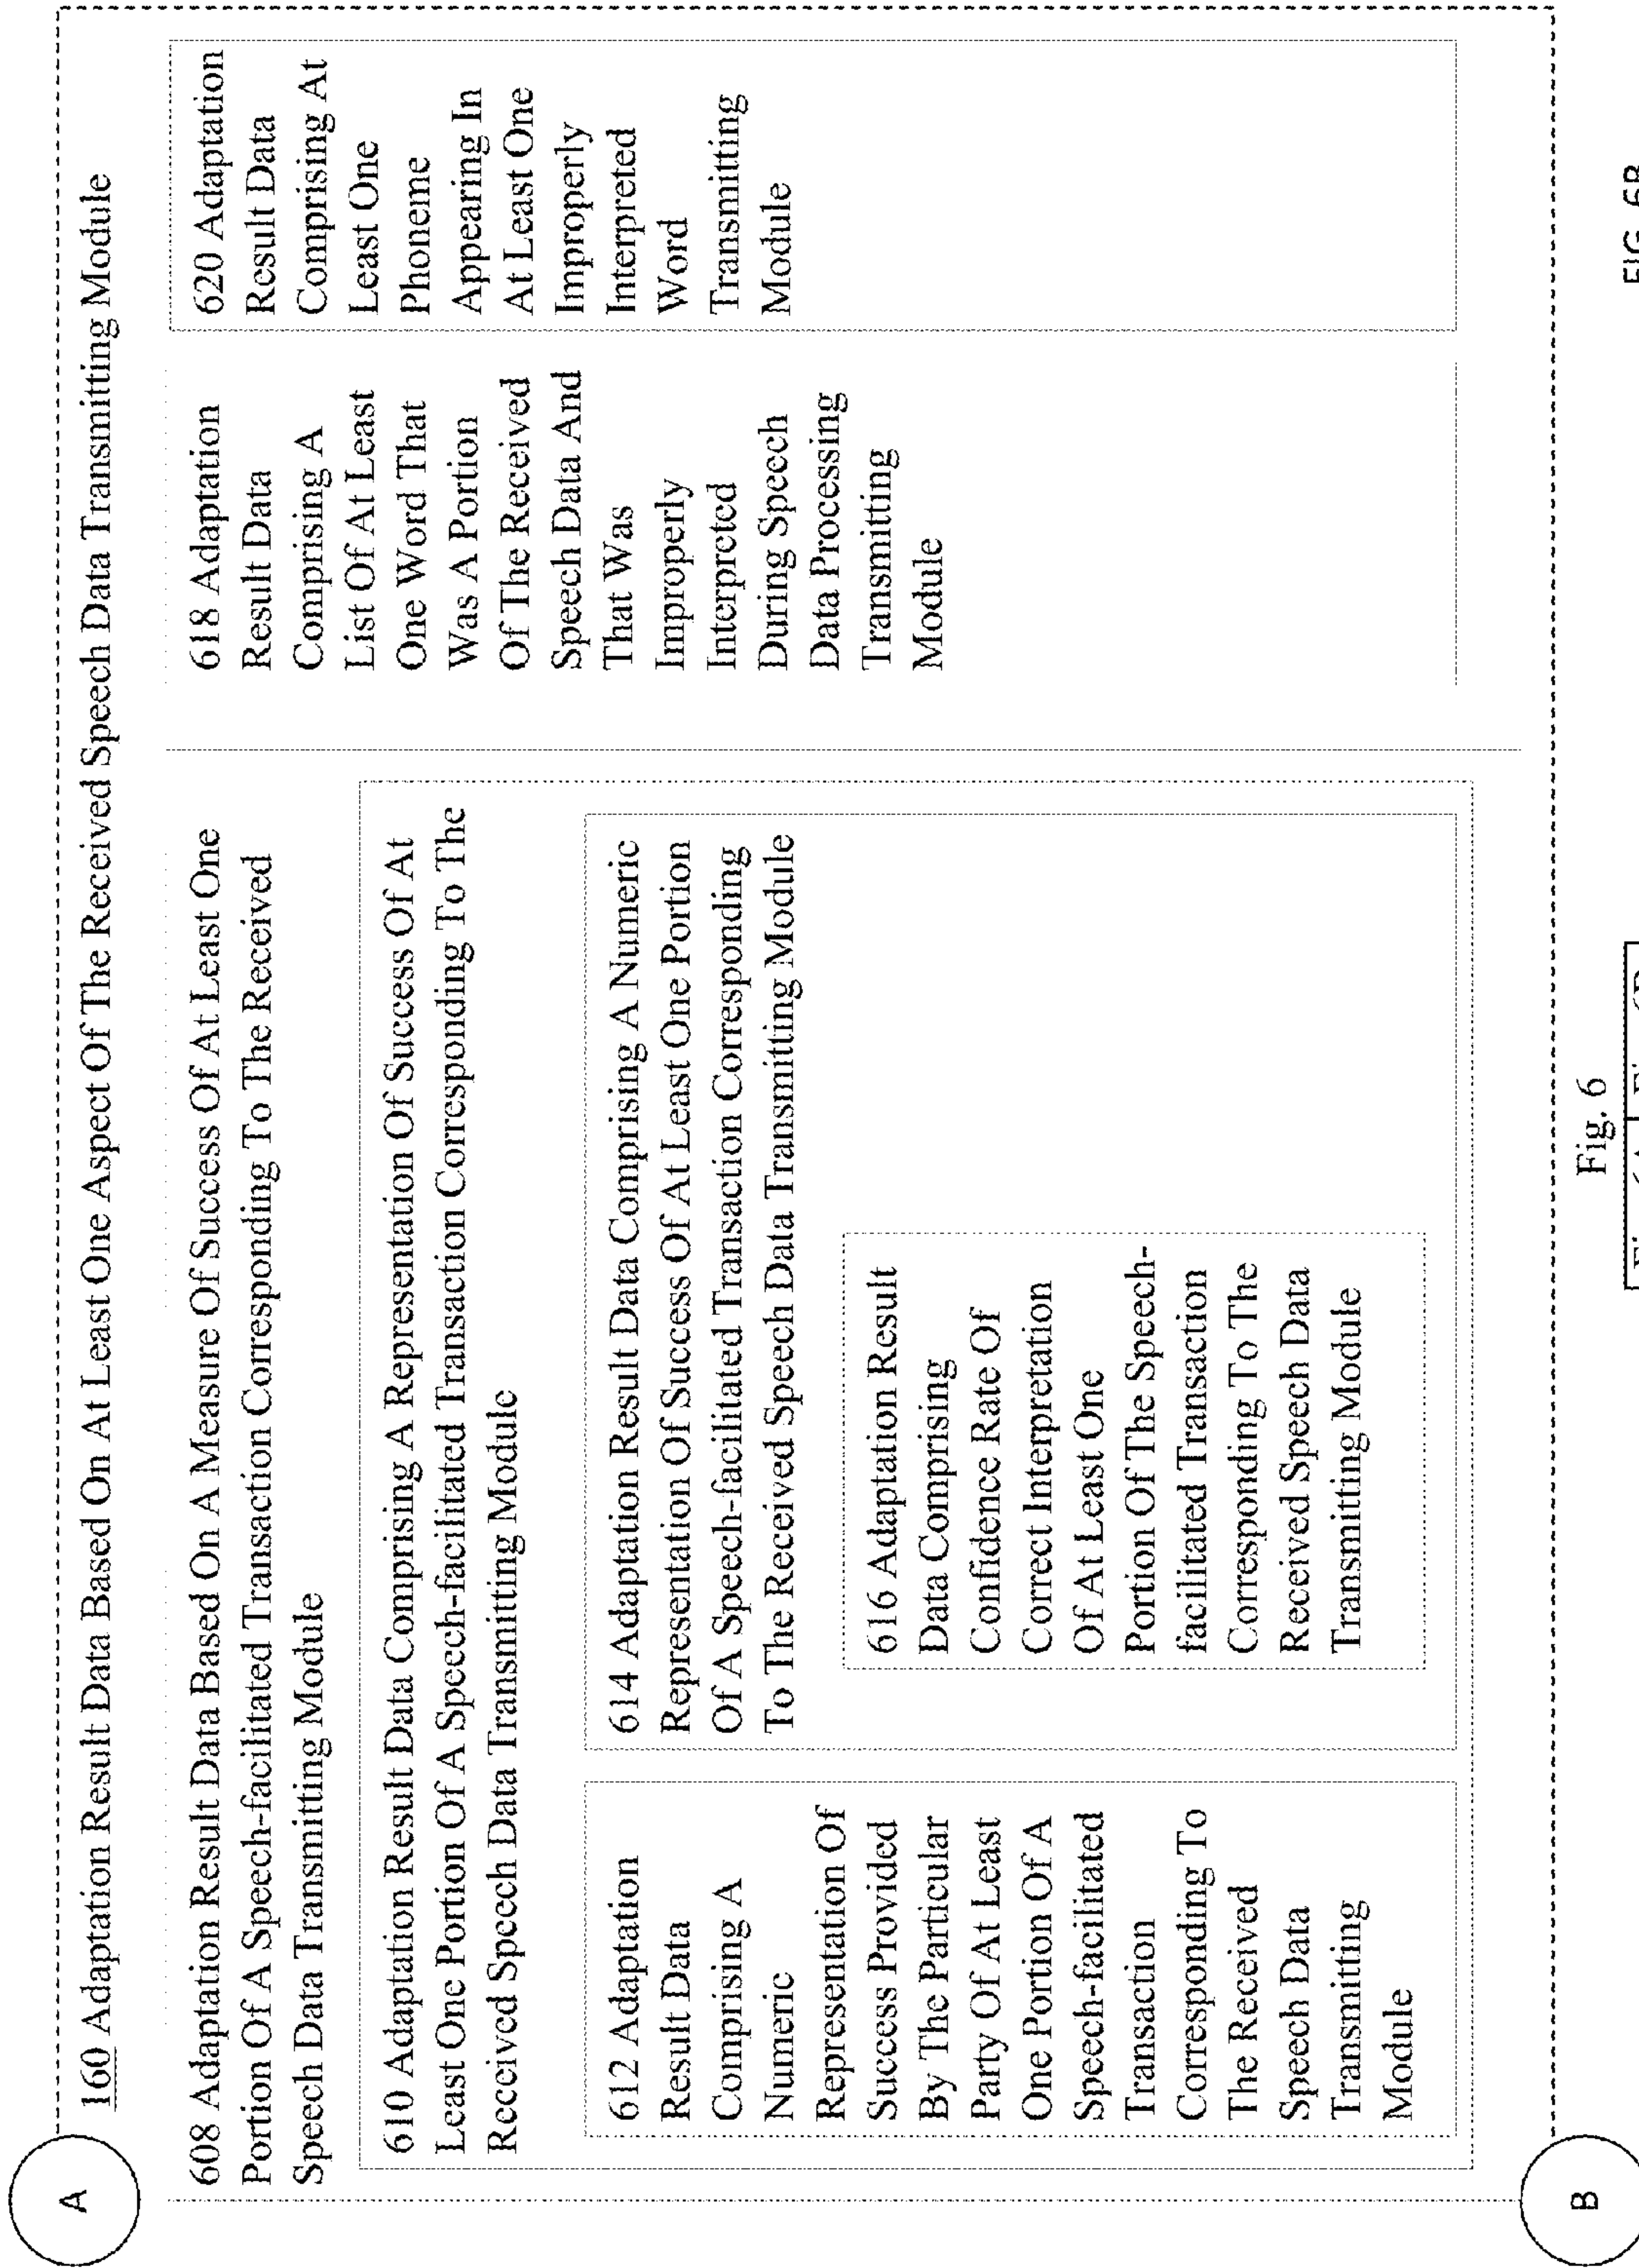 A
160 Adaptation Result Data Based On At Least One Aspect Of The Received Speech Data Transmitting Module
608 Adaptation Result Data Based On A Measure Of Success Of At Least One
Portion Of A Speech-facilitated Transaction Corresponding To The Received
Speech Data Transmitting Module
610 Adaptation Result Data Comprising A Representation Of Success Of At
Least One Portion Of A Speech-facilitated Transaction Corresponding To The
Received Speech Data Transmitting Module
612 Adaptation
Result Data
Comprising A
Numeric
Representation Of
Success Provided
By The Particular
Party Of At Least
One Portion Of A
Speech-facilitated
Transaction
Corresponding To
The Received
Speech Data
Transmitting
Module
614 Adaptation Result Data Comprising A Numeric
Representation Of Success Of At Least One Portion
Of A Speech-facilitated Transaction Corresponding
To The Received Speech Data Transmitting Module
616 Adaptation Result
Data Comprising
Confidence Rate Of
Correct Interpretation
Of At Least One
Portion Of The Speech-
facilitated Transaction
Corresponding To The
Received Speech Data
Transmitting Module
618 Adaptation
Result Data
Comprising A
List Of At Least
One Word That
Was A Portion
Of The Received
Speech Data And
That Was
Improperly
Interpreted
During Speech
Data Processing
Transmitting
Module
620 Adaptation
Result Data
Comprising At
Least One
Phoneme
Appearing In
At Least One
Improperly
Interpreted
Word
Transmitting
Module
B
Fig. 6
FIG. 6B